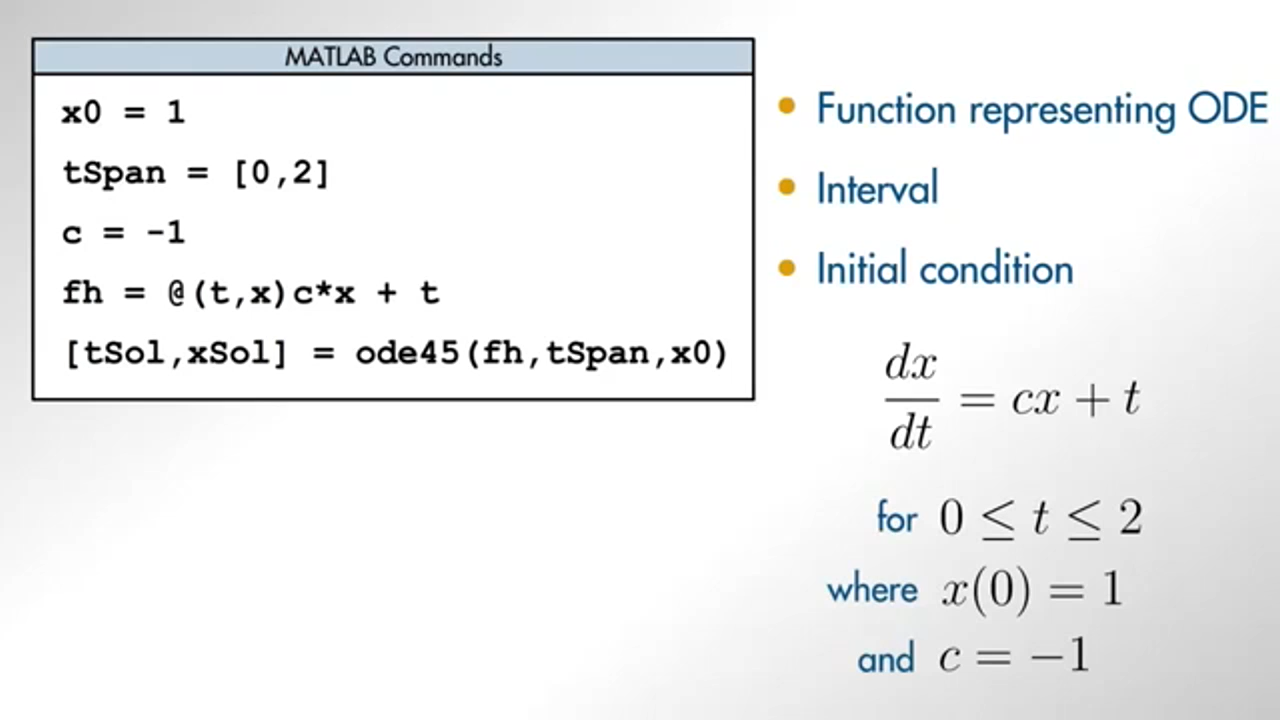 MATLAB Commands
x0 = 1
tSpan = [0,2]
c = -1
fh = @(t,x)c*x + t
[tSol,xSol] = ode45(fh,tSpan,x0)
• Function representing ODE
• Interval
• Initial condition
dx/dt = cx + t
for 0 ≤ t ≤ 2
where x(0) = 1
and c = −1